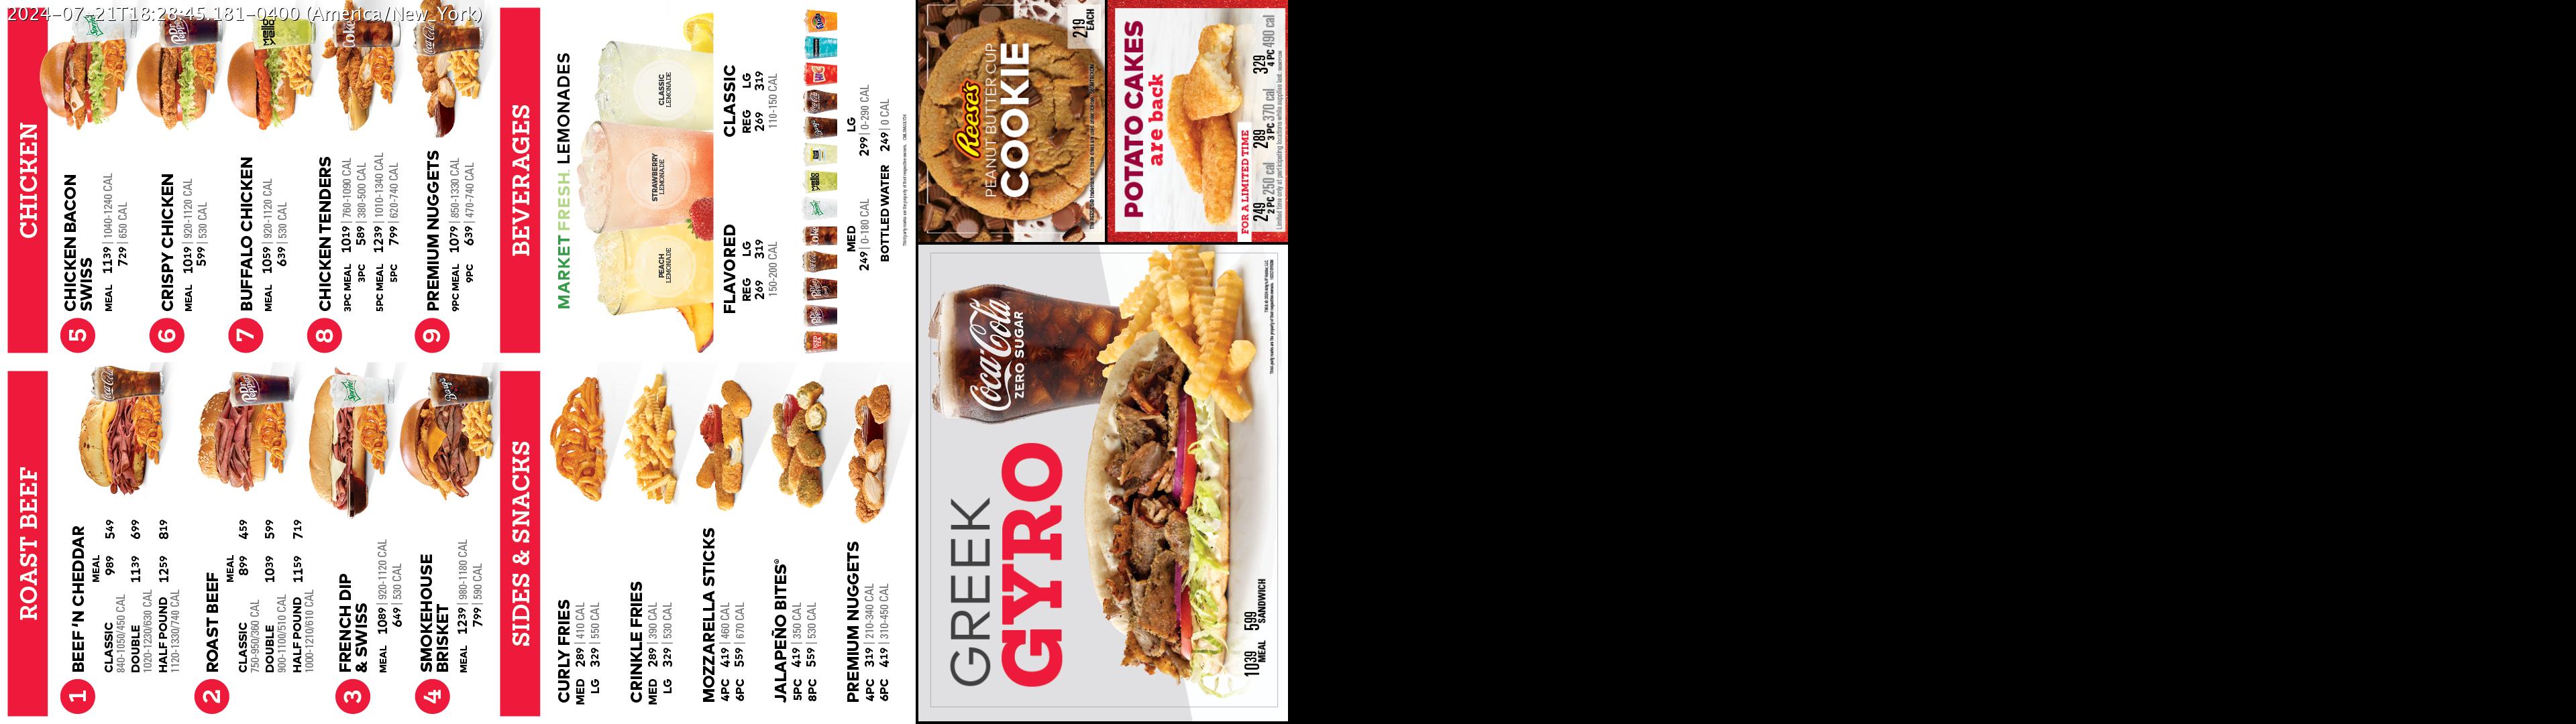 2024-07-21T18:28:45.181-0400 (America/New_York)
ROAST BEEF
1
BEEF 'N CHEDDAR
MEAL
CLASSIC 989 549
840-1050/450 CAL
DOUBLE 1139 699
1020-1230/630 CAL
HALF POUND 1259 819
1120-1330/740 CAL
2
ROAST BEEF
MEAL
CLASSIC 899 459
750-950/360 CAL
DOUBLE 1039 599
900-1100/510 CAL
HALF POUND 1159 719
1000-1210/610 CAL
3
FRENCH DIP
& SWISS
MEAL 1089 | 920-1120 CAL
649 | 530 CAL
4
SMOKEHOUSE
BRISKET
MEAL 1239 | 980-1180 CAL
799 | 590 CAL
CHICKEN
5
CHICKEN BACON
SWISS
MEAL 1139 | 1040-1240 CAL
729 | 650 CAL
6
CRISPY CHICKEN
MEAL 1019 | 920-1120 CAL
599 | 530 CAL
7
BUFFALO CHICKEN
MEAL 1059 | 920-1120 CAL
639 | 530 CAL
8
CHICKEN TENDERS
3PC MEAL 1019 | 760-1090 CAL
3PC 589 | 380-500 CAL
5PC MEAL 1239 | 1010-1340 CAL
5PC 799 | 620-740 CAL
9
PREMIUM NUGGETS
9PC MEAL 1079 | 850-1330 CAL
9PC 639 | 470-740 CAL
SIDES & SNACKS
CURLY FRIES
MED 289 | 410 CAL
LG 329 | 550 CAL
CRINKLE FRIES
MED 289 | 390 CAL
LG 329 | 530 CAL
MOZZARELLA STICKS
4PC 419 | 460 CAL
6PC 559 | 670 CAL
JALAPEÑO BITES®
5PC 419 | 350 CAL
8PC 559 | 530 CAL
PREMIUM NUGGETS
4PC 319 | 210-340 CAL
6PC 419 | 310-450 CAL
BEVERAGES
MARKET FRESH LEMONADES
PEACH
LEMONADE
STRAWBERRY
LEMONADE
CLASSIC
LEMONADE
FLAVORED
REG LG
269 319
150-200 CAL
CLASSIC
REG LG
269 319
110-150 CAL
MED
249 | 0-180 CAL
LG
299 | 0-290 CAL
BOTTLED WATER 249 | 0 CAL
GREEK
GYRO
Coca-Cola
ZERO SUGAR
1039
MEAL
599
SANDWICH
Reese's
PEANUT BUTTER CUP
COOKIE
219
EACH
POTATO CAKES
are back
FOR A LIMITED TIME
249
2 PC 250 cal
289
3 PC 370 cal
329
4 PC 490 cal